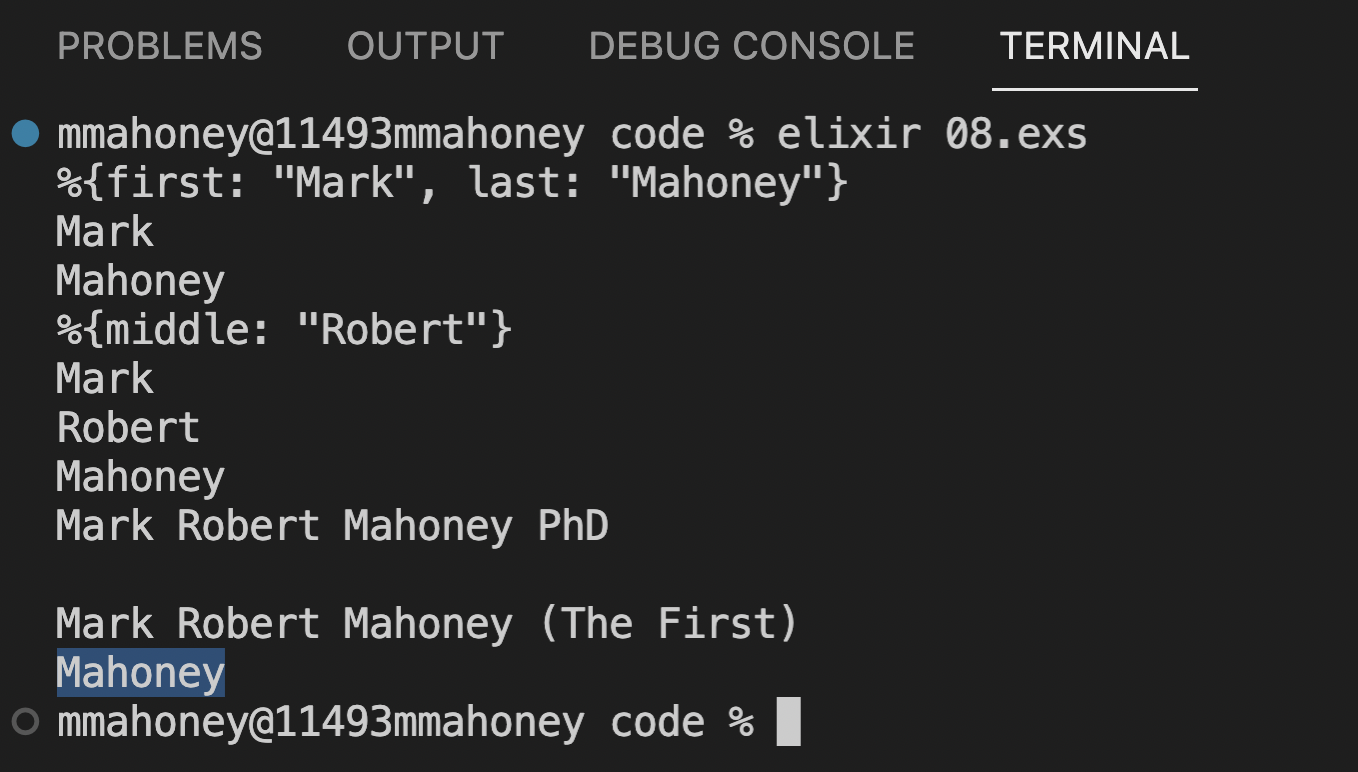 PROBLEMS OUTPUT DEBUG CONSOLE TERMINAL
mmahoney@11493mmahoney code % elixir 08.exs
%{first: "Mark", last: "Mahoney"}
Mark
Mahoney
%{middle: "Robert"}
Mark
Robert
Mahoney
Mark Robert Mahoney PhD
Mark Robert Mahoney (The First)
Mahoney
mmahoney@11493mmahoney code %